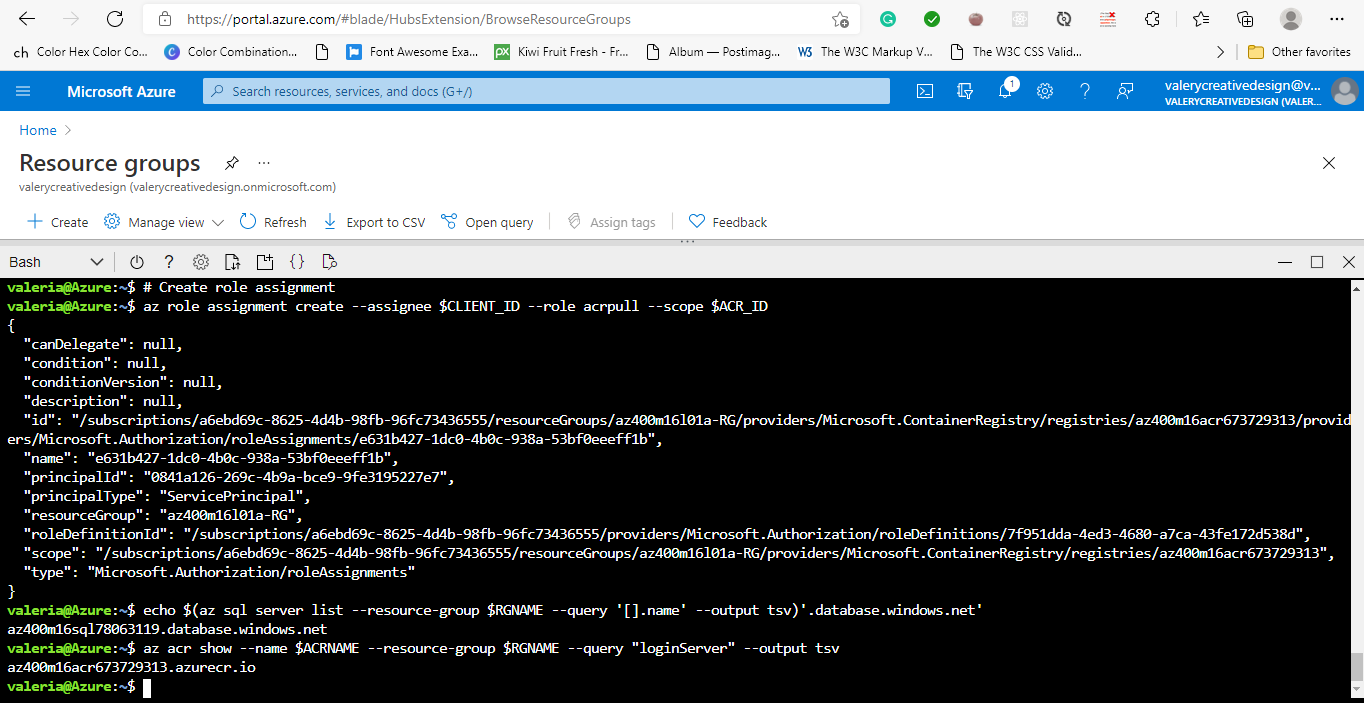 https://portal.azure.com/#blade/HubsExtension/BrowseResourceGroups
ch Color Hex Color Co... C Color Combination... Font Awesome Exa... px Kiwi Fruit Fresh - Fr... Album — Postimag... W3 The W3C Markup V... The W3C CSS Valid... Other favorites
Microsoft Azure
Search resources, services, and docs (G+/)
1
valerycreativedesign@v...
VALERYCREATIVEDESIGN (VALER...
Home >
Resource groups ...
valerycreativedesign (valerycreativedesign.onmicrosoft.com)
Create Manage view Refresh Export to CSV Open query Assign tags Feedback
Bash ? {}
valeria@Azure:~$ # Create role assignment
valeria@Azure:~$ az role assignment create --assignee $CLIENT_ID --role acrpull --scope $ACR_ID
{
"canDelegate": null,
"condition": null,
"conditionVersion": null,
"description": null,
"id": "/subscriptions/a6ebd69c-8625-4d4b-98fb-96fc73436555/resourceGroups/az400m16l01a-RG/providers/Microsoft.ContainerRegistry/registries/az400m16acr673729313/provid
ers/Microsoft.Authorization/roleAssignments/e631b427-1dc0-4b0c-938a-53bf0eeeff1b",
"name": "e631b427-1dc0-4b0c-938a-53bf0eeeff1b",
"principalId": "0841a126-269c-4b9a-bce9-9fe3195227e7",
"principalType": "ServicePrincipal",
"resourceGroup": "az400m16l01a-RG",
"roleDefinitionId": "/subscriptions/a6ebd69c-8625-4d4b-98fb-96fc73436555/providers/Microsoft.Authorization/roleDefinitions/7f951dda-4ed3-4680-a7ca-43fe172d538d",
"scope": "/subscriptions/a6ebd69c-8625-4d4b-98fb-96fc73436555/resourceGroups/az400m16l01a-RG/providers/Microsoft.ContainerRegistry/registries/az400m16acr673729313",
"type": "Microsoft.Authorization/roleAssignments"
}
valeria@Azure:~$ echo $(az sql server list --resource-group $RGNAME --query '[].name' --output tsv)'.database.windows.net'
az400m16sql78063119.database.windows.net
valeria@Azure:~$ az acr show --name $ACRNAME --resource-group $RGNAME --query "loginServer" --output tsv
az400m16acr673729313.azurecr.io
valeria@Azure:~$